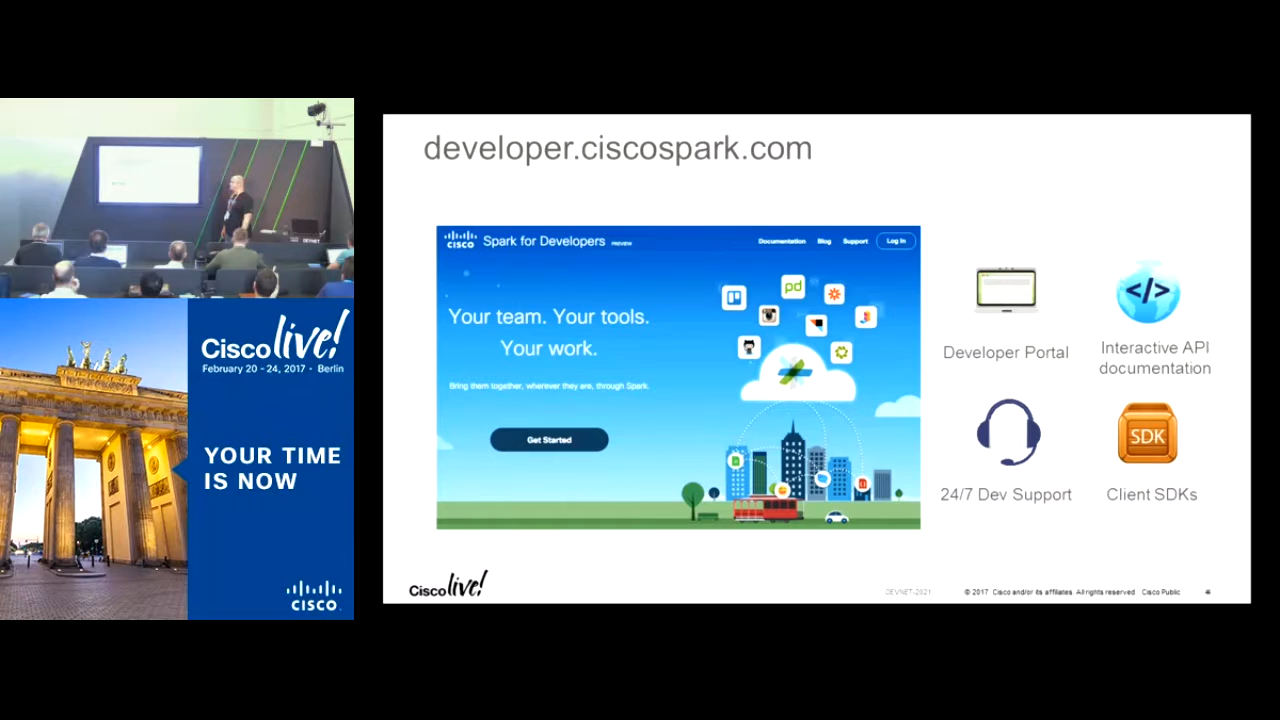 developer.ciscospark.com
CISCO
Spark for Developers
PREVIEW
Documentation
Blog
Support
Log In
Your team. Your tools.
Your work.
Bring them together, wherever they are, through Spark.
Get Started
pd
Developer Portal
</>
Interactive API
documentation
24/7 Dev Support
SDK
Client SDKs
Cisco live!
DEVNET-2021
© 2017 Cisco and/or its affiliates. All rights reserved. Cisco Public
DEVNET
Cisco live!
February 20 - 24, 2017 • Berlin
YOUR TIME
IS NOW
CISCO